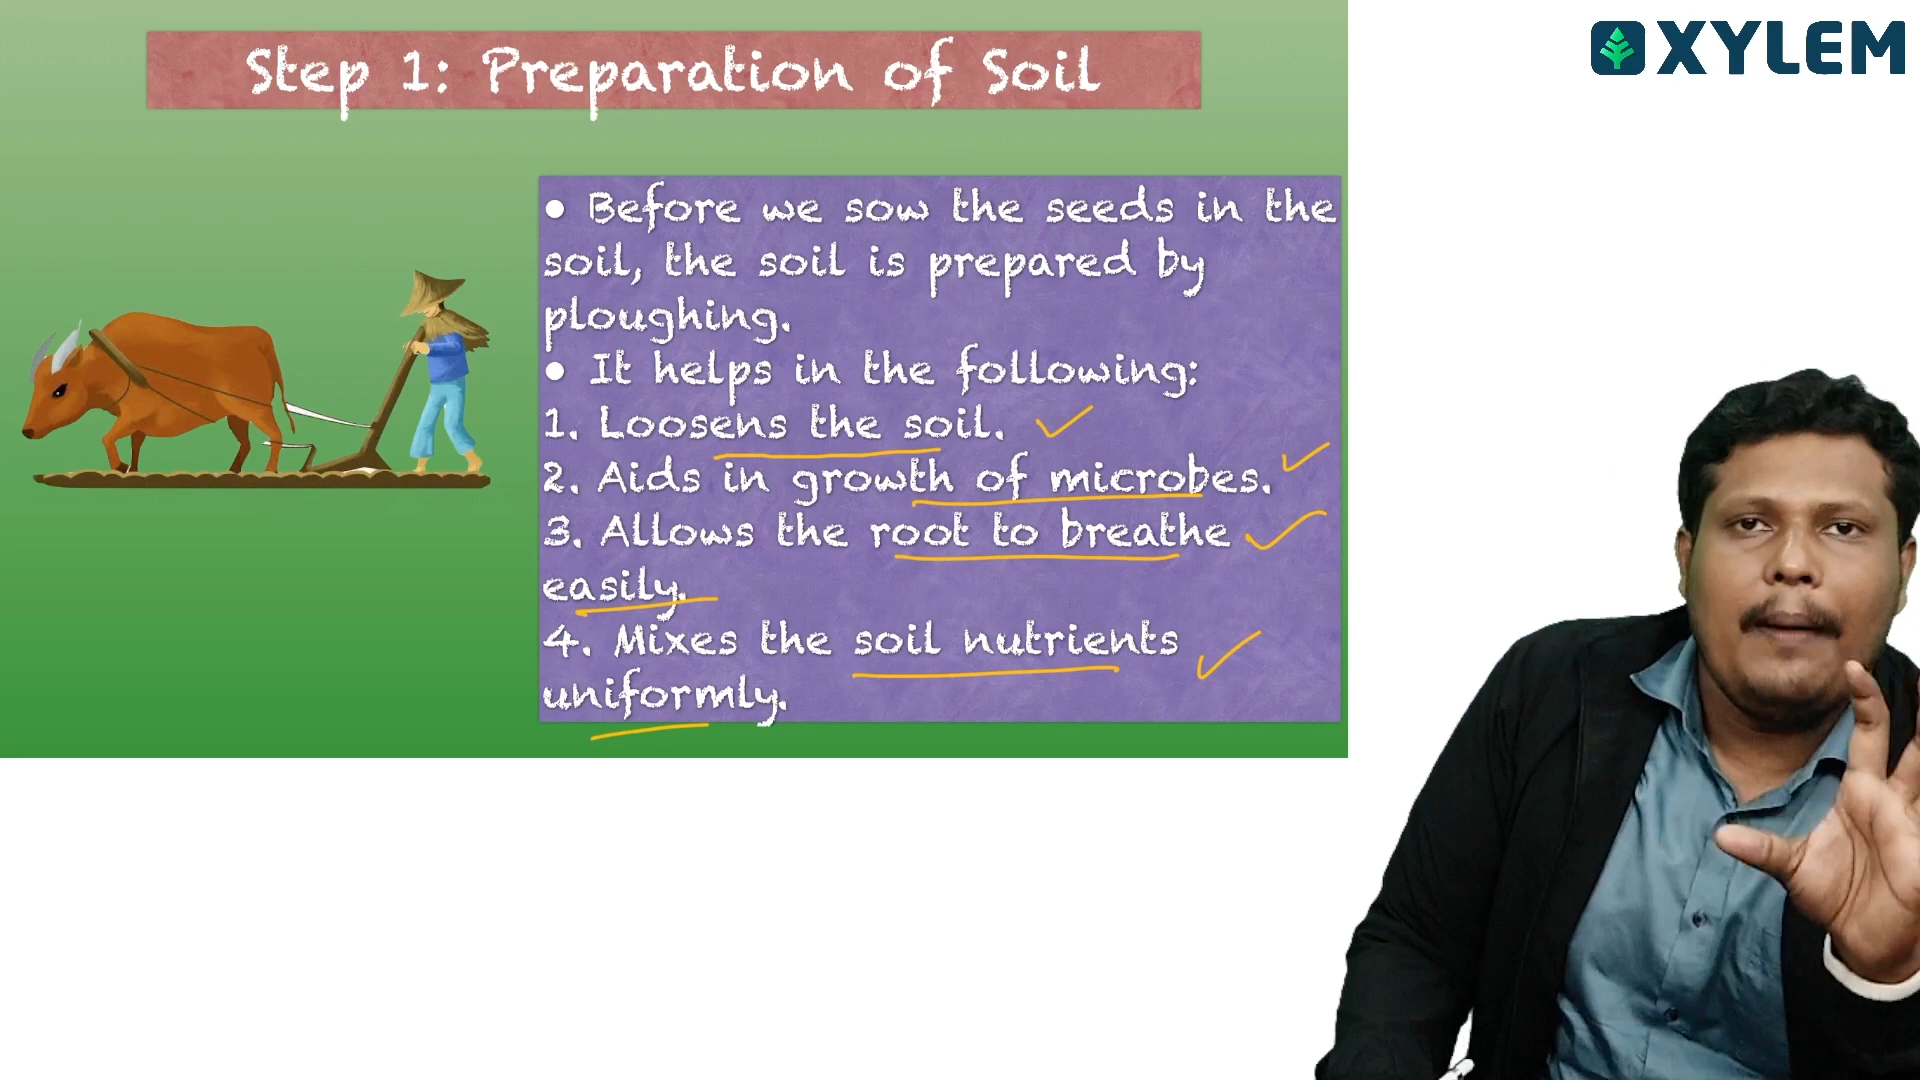 Step 1: Preparation of Soil
XYLEM
● Before we sow the seeds in the
soil, the soil is prepared by
ploughing.
● It helps in the following:
1. Loosens the soil.
2. Aids in growth of microbes.
3. Allows the root to breathe
easily.
4. Mixes the soil nutrients
uniformly.